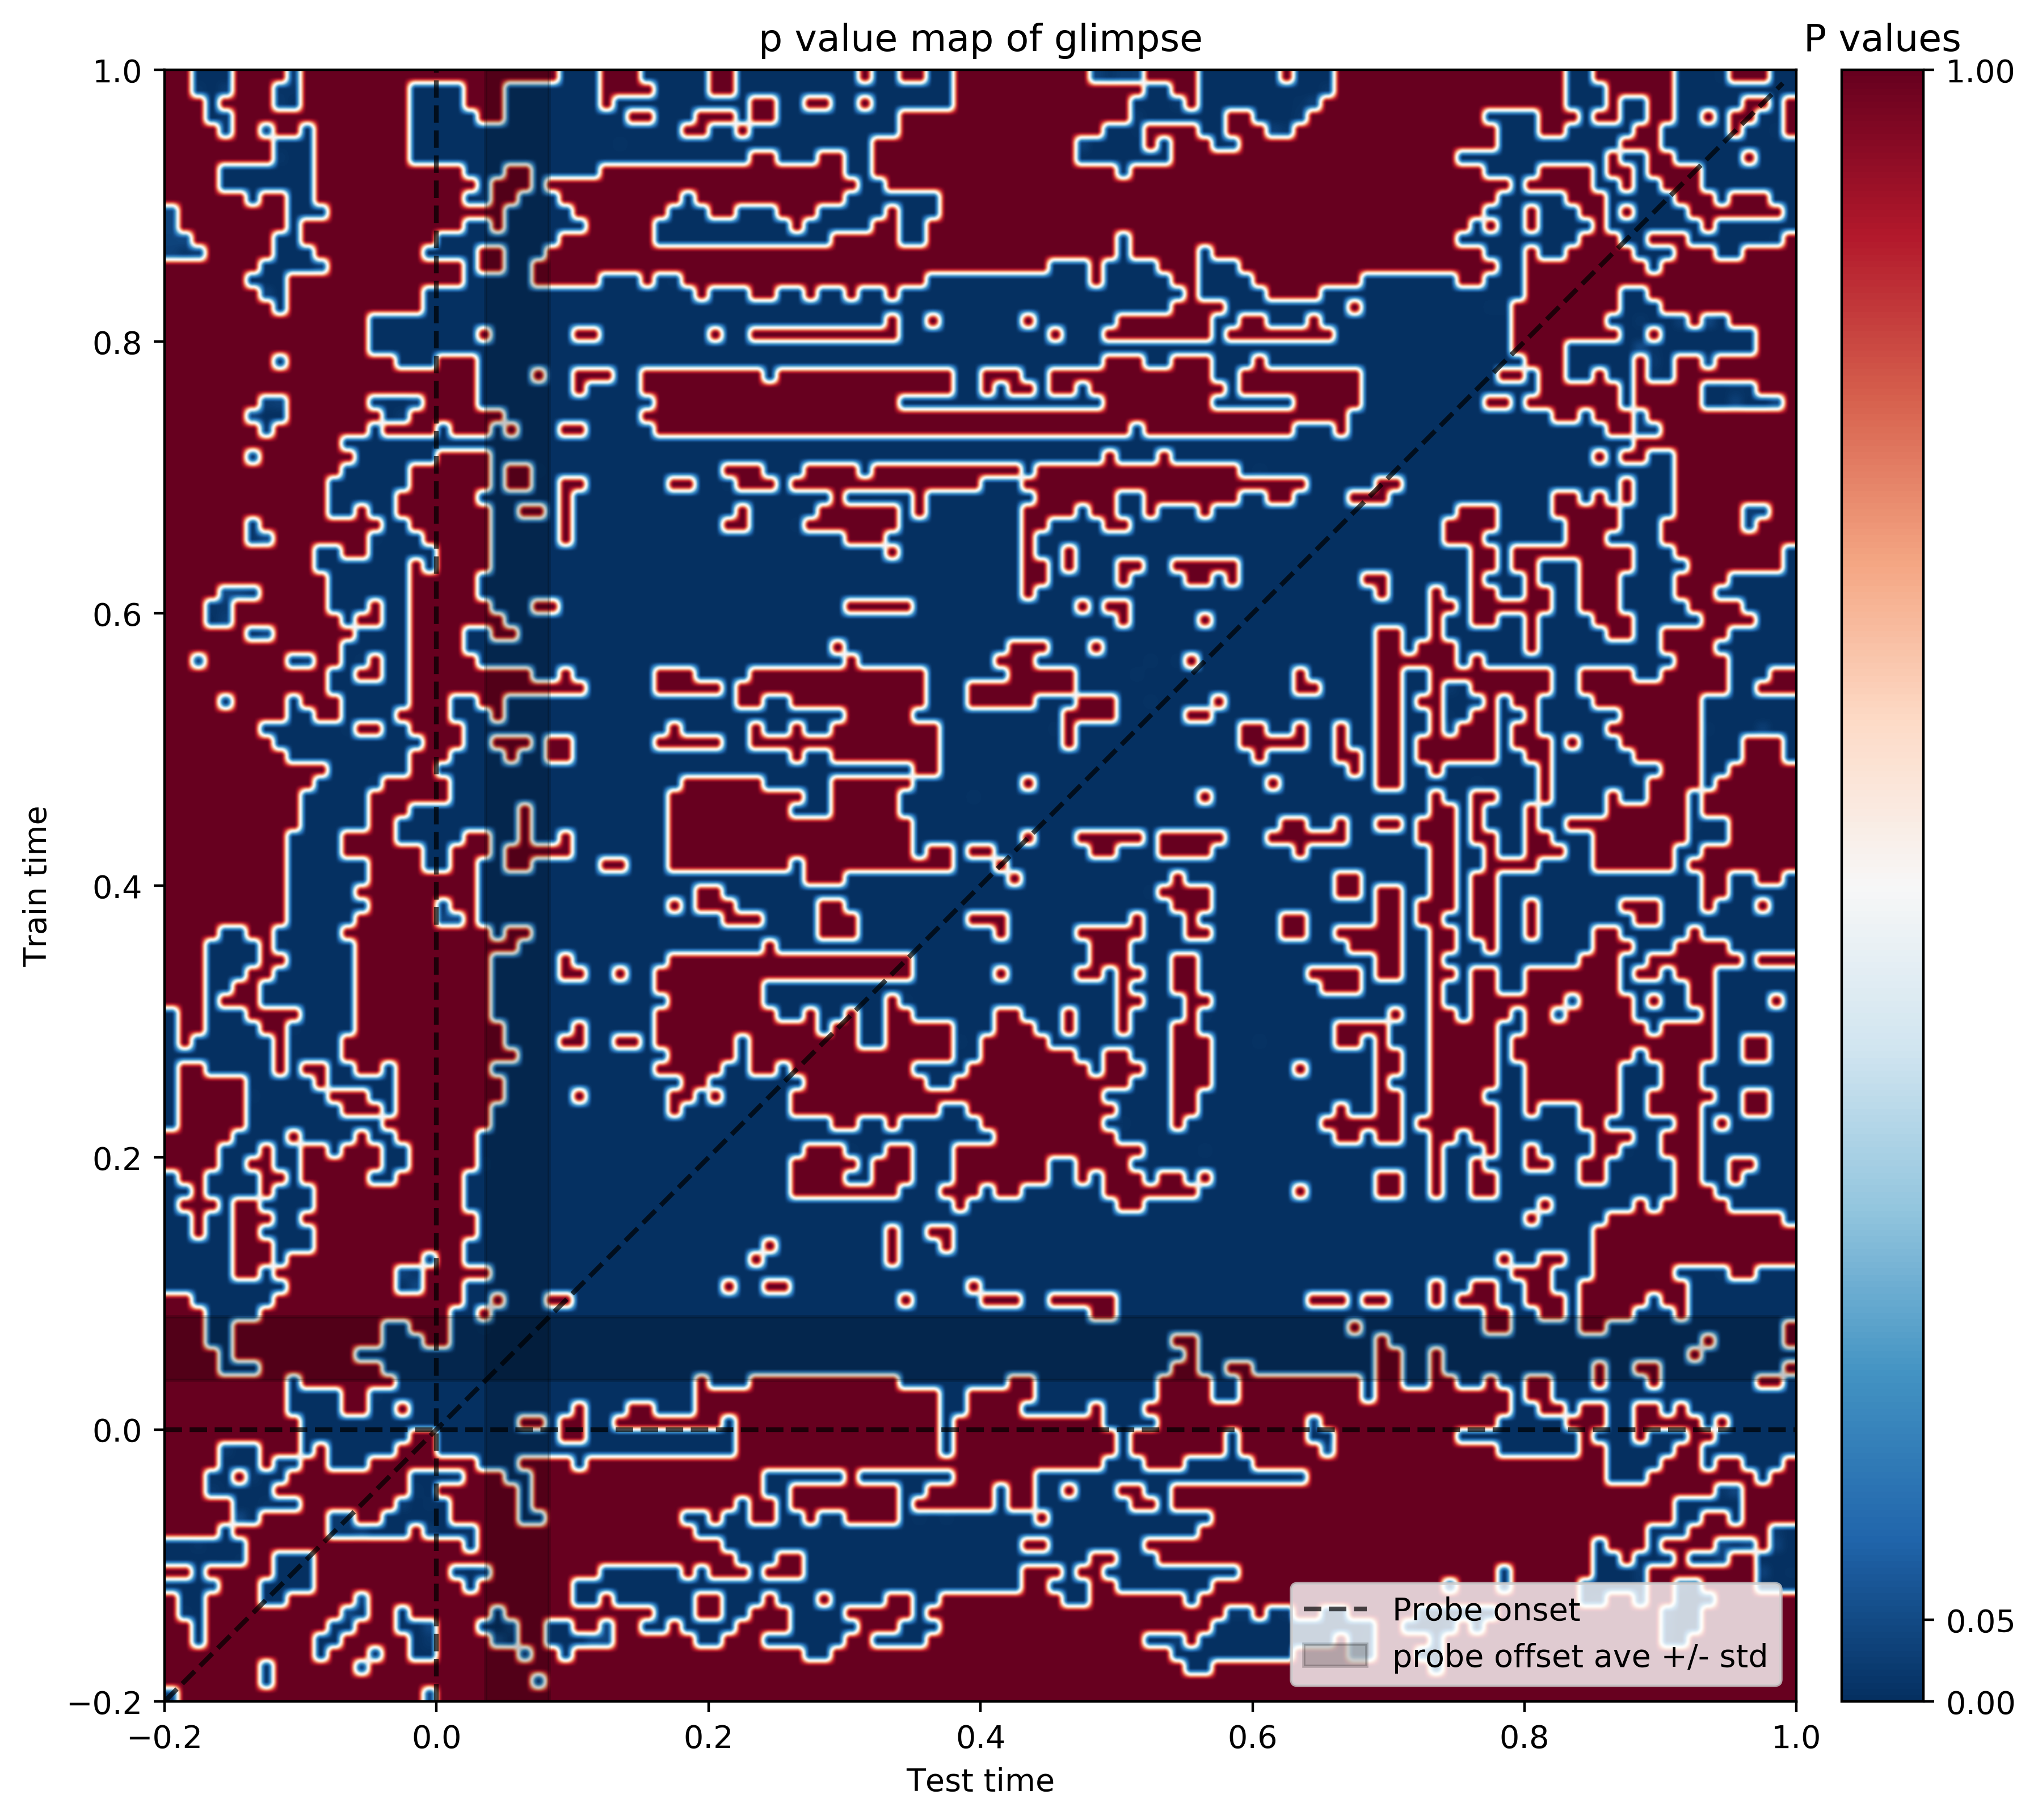 p value map of glimpse
P values
1.0
0.8
0.6
0.4
0.2
0.0
−0.2
Train time
−0.2
0.0
0.2
0.4
0.6
0.8
1.0
Test time
Probe onset
probe offset ave +/- std
1.00
0.05
0.00